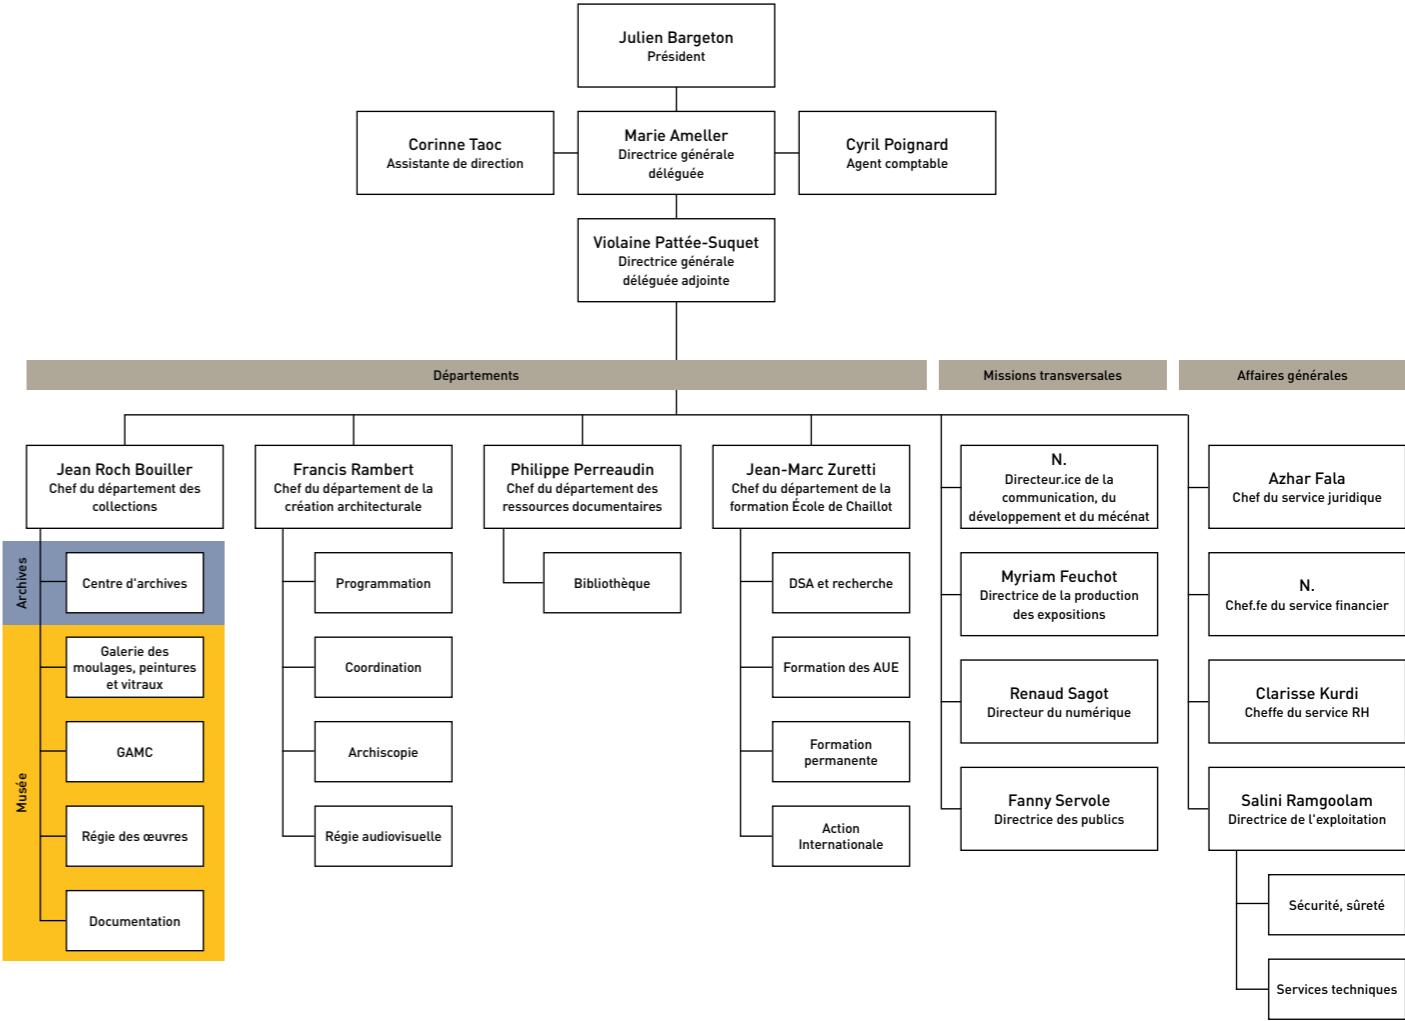 Julien Bargeton
Président
Corinne Taoc
Assistante de direction
Marie Ameller
Directrice générale
déléguée
Cyril Poignard
Agent comptable
Violaine Pattée-Suquet
Directrice générale
déléguée adjointe
Départements
Missions transversales
Affaires générales
Jean Roch Bouiller
Chef du département des
collections
Archives
Centre d'archives
Musée
Galerie des
moulages, peintures
et vitraux
GAMC
Régie des œuvres
Documentation
Francis Rambert
Chef du département de la
création architecturale
Programmation
Coordination
Archiscopie
Régie audiovisuelle
Philippe Perreaudin
Chef du département des
ressources documentaires
Bibliothèque
Jean-Marc Zuretti
Chef du département de la
formation École de Chaillot
DSA et recherche
Formation des AUE
Formation
permanente
Action
Internationale
N.
Directeur.ice de la
communication, du
développement et du mécénat
Myriam Feuchot
Directrice de la production
des expositions
Renaud Sagot
Directeur du numérique
Fanny Servole
Directrice des publics
Azhar Fala
Chef du service juridique
N.
Chef.fe du service financier
Clarisse Kurdi
Cheffe du service RH
Salini Ramgoolam
Directrice de l'exploitation
Sécurité, sûreté
Services techniques